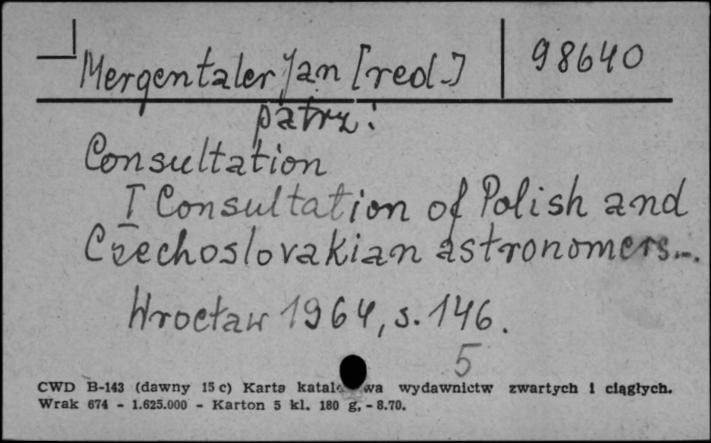 Mergentaler Jan [red.] 98640
patrz:
Consultation
I Consultation of Polish and
Czechoslovakian astronomers...
Wrocław 1964, s. 146.
5
CWD B-143 (dawny 15 c) Karta wydawnictw zwartych i ciągłych.
Wrak 674 - 1.625.000 - Karton 5 kl. 180 g. - 8.70.